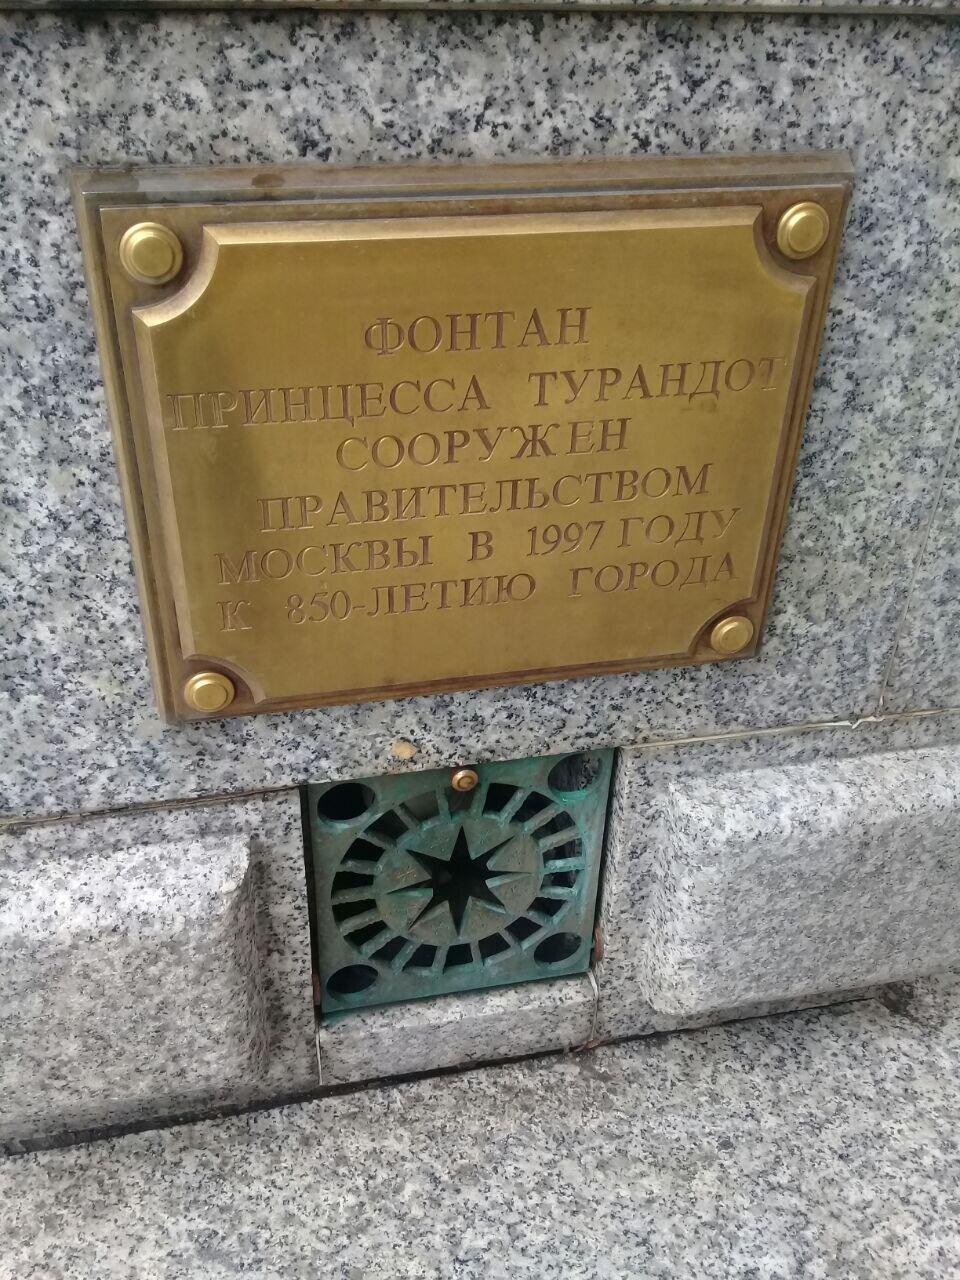 ФОНТАН
ПРИНЦЕССА ТУРАНДОТ
СООРУЖЕН
ПРАВИТЕЛЬСТВОМ
МОСКВЫ В 1997 ГОДУ
К 850-ЛЕТИЮ ГОРОДА